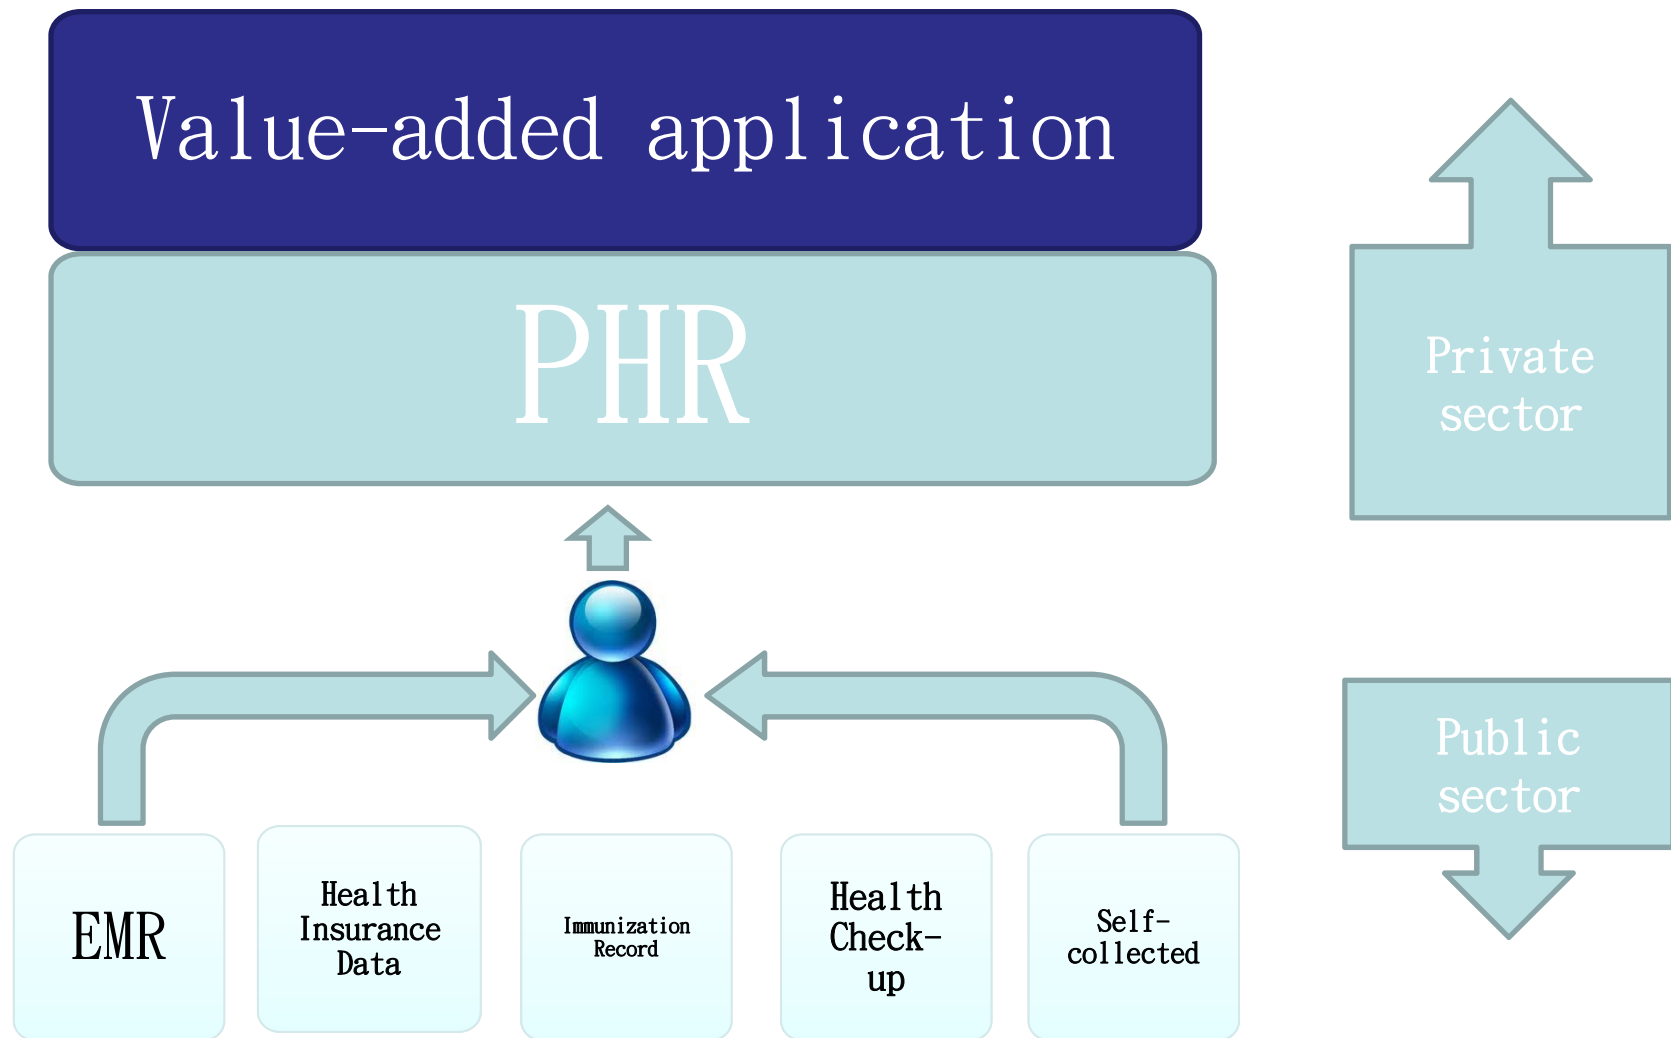 Value-added application
PHR
Private
sector
Public
sector
EMR
Health
Insurance
Data
Immunization
Record
Health
Check-
up
Self-
collected